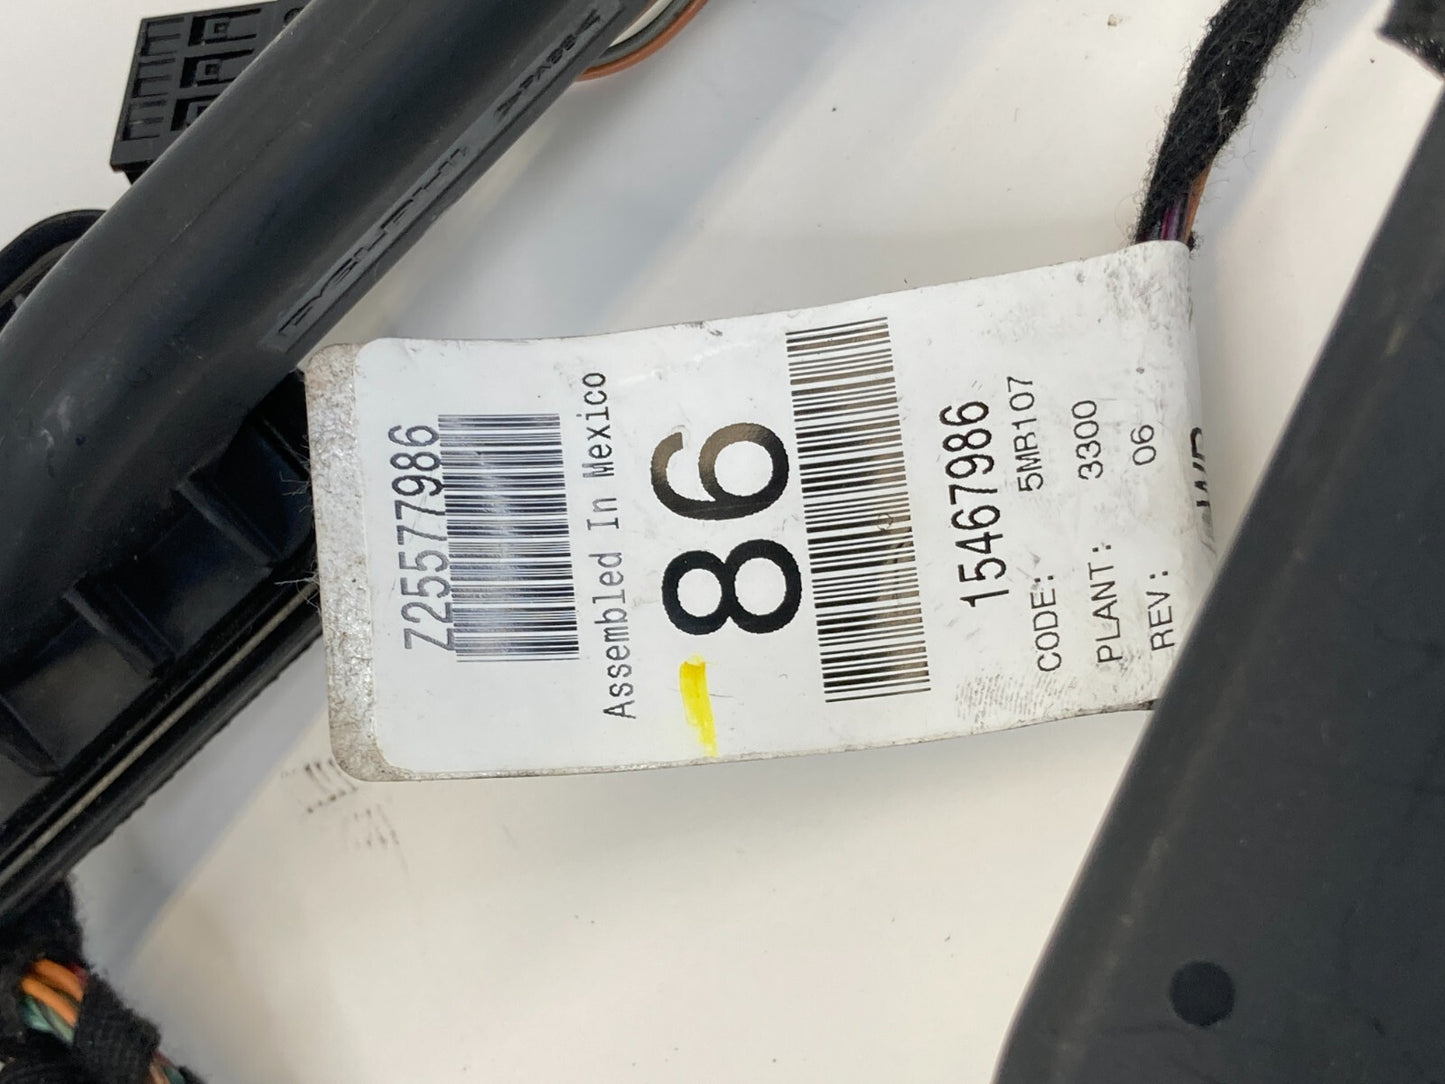 Z25577986
Assembled In Mexico
86
15467986
CODE: 5MR107
PLANT: 3300
REV: 06